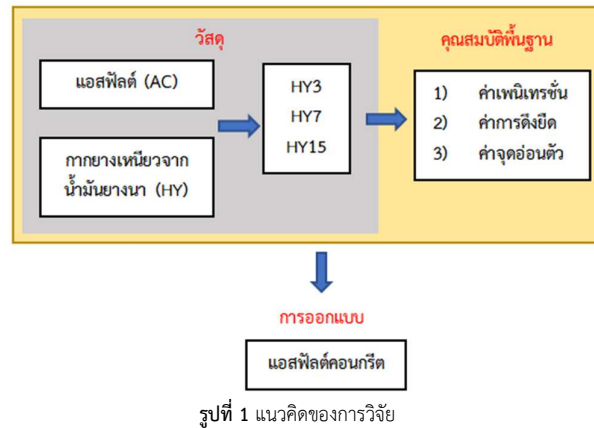 วัสดุ
แอสฟัลต์ (AC)
กากยางเหนียวจาก
น้ำมันยางนา (HY)
HY3
HY7
HY15
คุณสมบัติพื้นฐาน
1) ค่าเพนิเทรชั่น
2) ค่าการดึงยืด
3) ค่าจุดอ่อนตัว
การออกแบบ
แอสฟัลต์คอนกรีต
รูปที่ 1 แนวคิดของการวิจัย